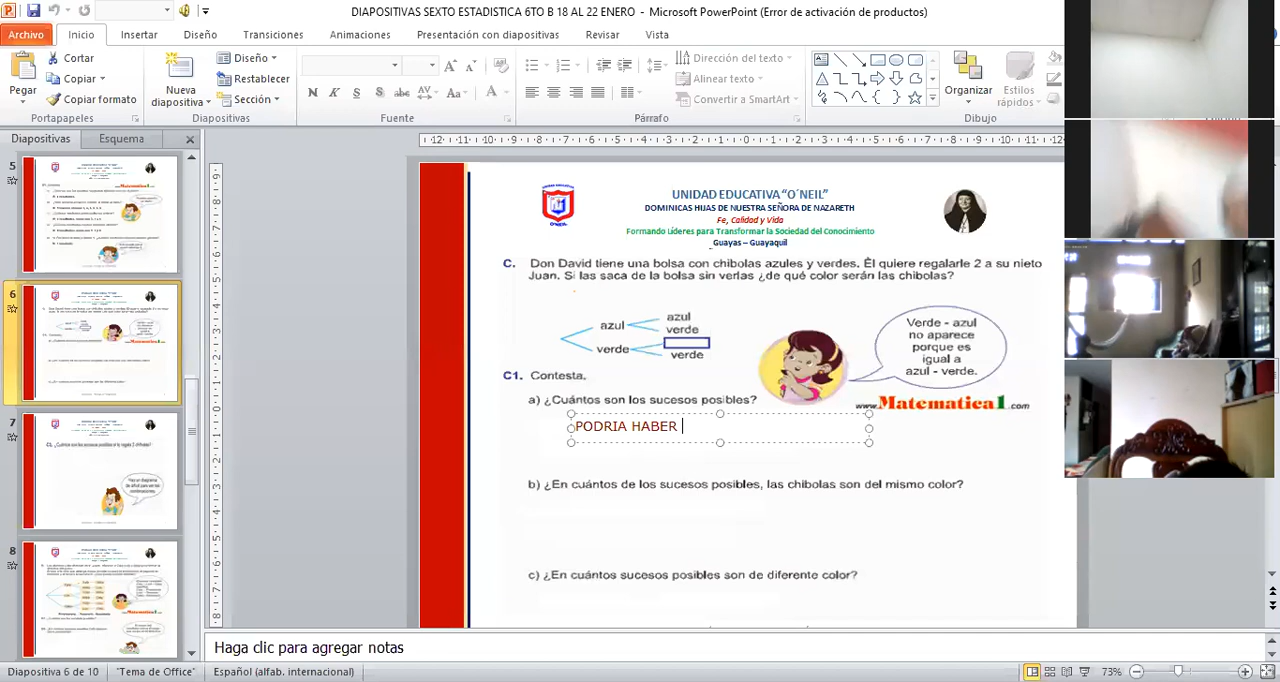 DIAPOSITIVAS SEXTO ESTADISTICA 6TO B 18 AL 22 ENERO - Microsoft PowerPoint (Error de activación de productos)
Archivo Inicio Insertar Diseño Transiciones Animaciones Presentación con diapositivas Revisar Vista
Pegar
Cortar
Copiar
Copiar formato
Portapapeles
Nueva
diapositiva
Diseño
Restablecer
Sección
Diapositivas
N K S S abc AV Aa A
Fuente
Dirección del texto
Alinear texto
Convertir a SmartArt
Párrafo
Organizar
Estilos
rápidos
Dibujo
Diapositivas Esquema
5
6
7
8
UNIDAD EDUCATIVA "O´NEIL"
DOMINICAS HIJAS DE NUESTRA SEÑORA DE NAZARETH
Fe, Calidad y Vida
Formando Líderes para Transformar la Sociedad del Conocimiento
Guayas – Guayaquil
C. Don David tiene una bolsa con chibolas azules y verdes. Él quiere regalarle 2 a su nieto
Juan. Si las saca de la bolsa sin verlas ¿de qué color serán las chibolas?
azul
azul
verde
verde
verde
Verde - azul
no aparece
porque es
igual a
azul - verde.
C1. Contesta.
a) ¿Cuántos son los sucesos posibles?
www.Matematica1.com
PODRIA HABER
b) ¿En cuántos de los sucesos posibles, las chibolas son del mismo color?
c) ¿En cuántos sucesos posibles son de diferente color?
Haga clic para agregar notas
Diapositiva 6 de 10 "Tema de Office" Español (alfab. internacional) 73%